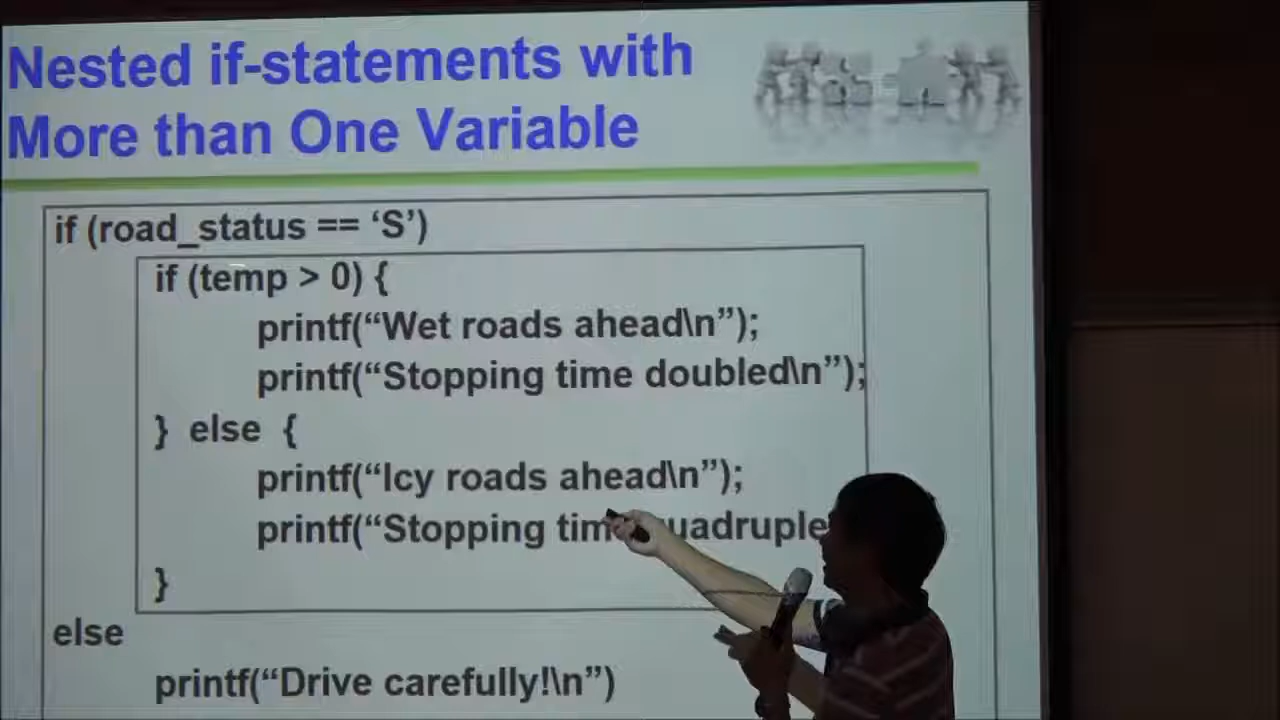 Nested if-statements with
More than One Variable
if (road_status == ‘S’)
if (temp > 0) {
printf(“Wet roads ahead\n”);
printf(“Stopping time doubled\n”);
} else {
printf(“Icy roads ahead\n”);
printf(“Stopping
}
else
printf(“Drive carefully!\n”)